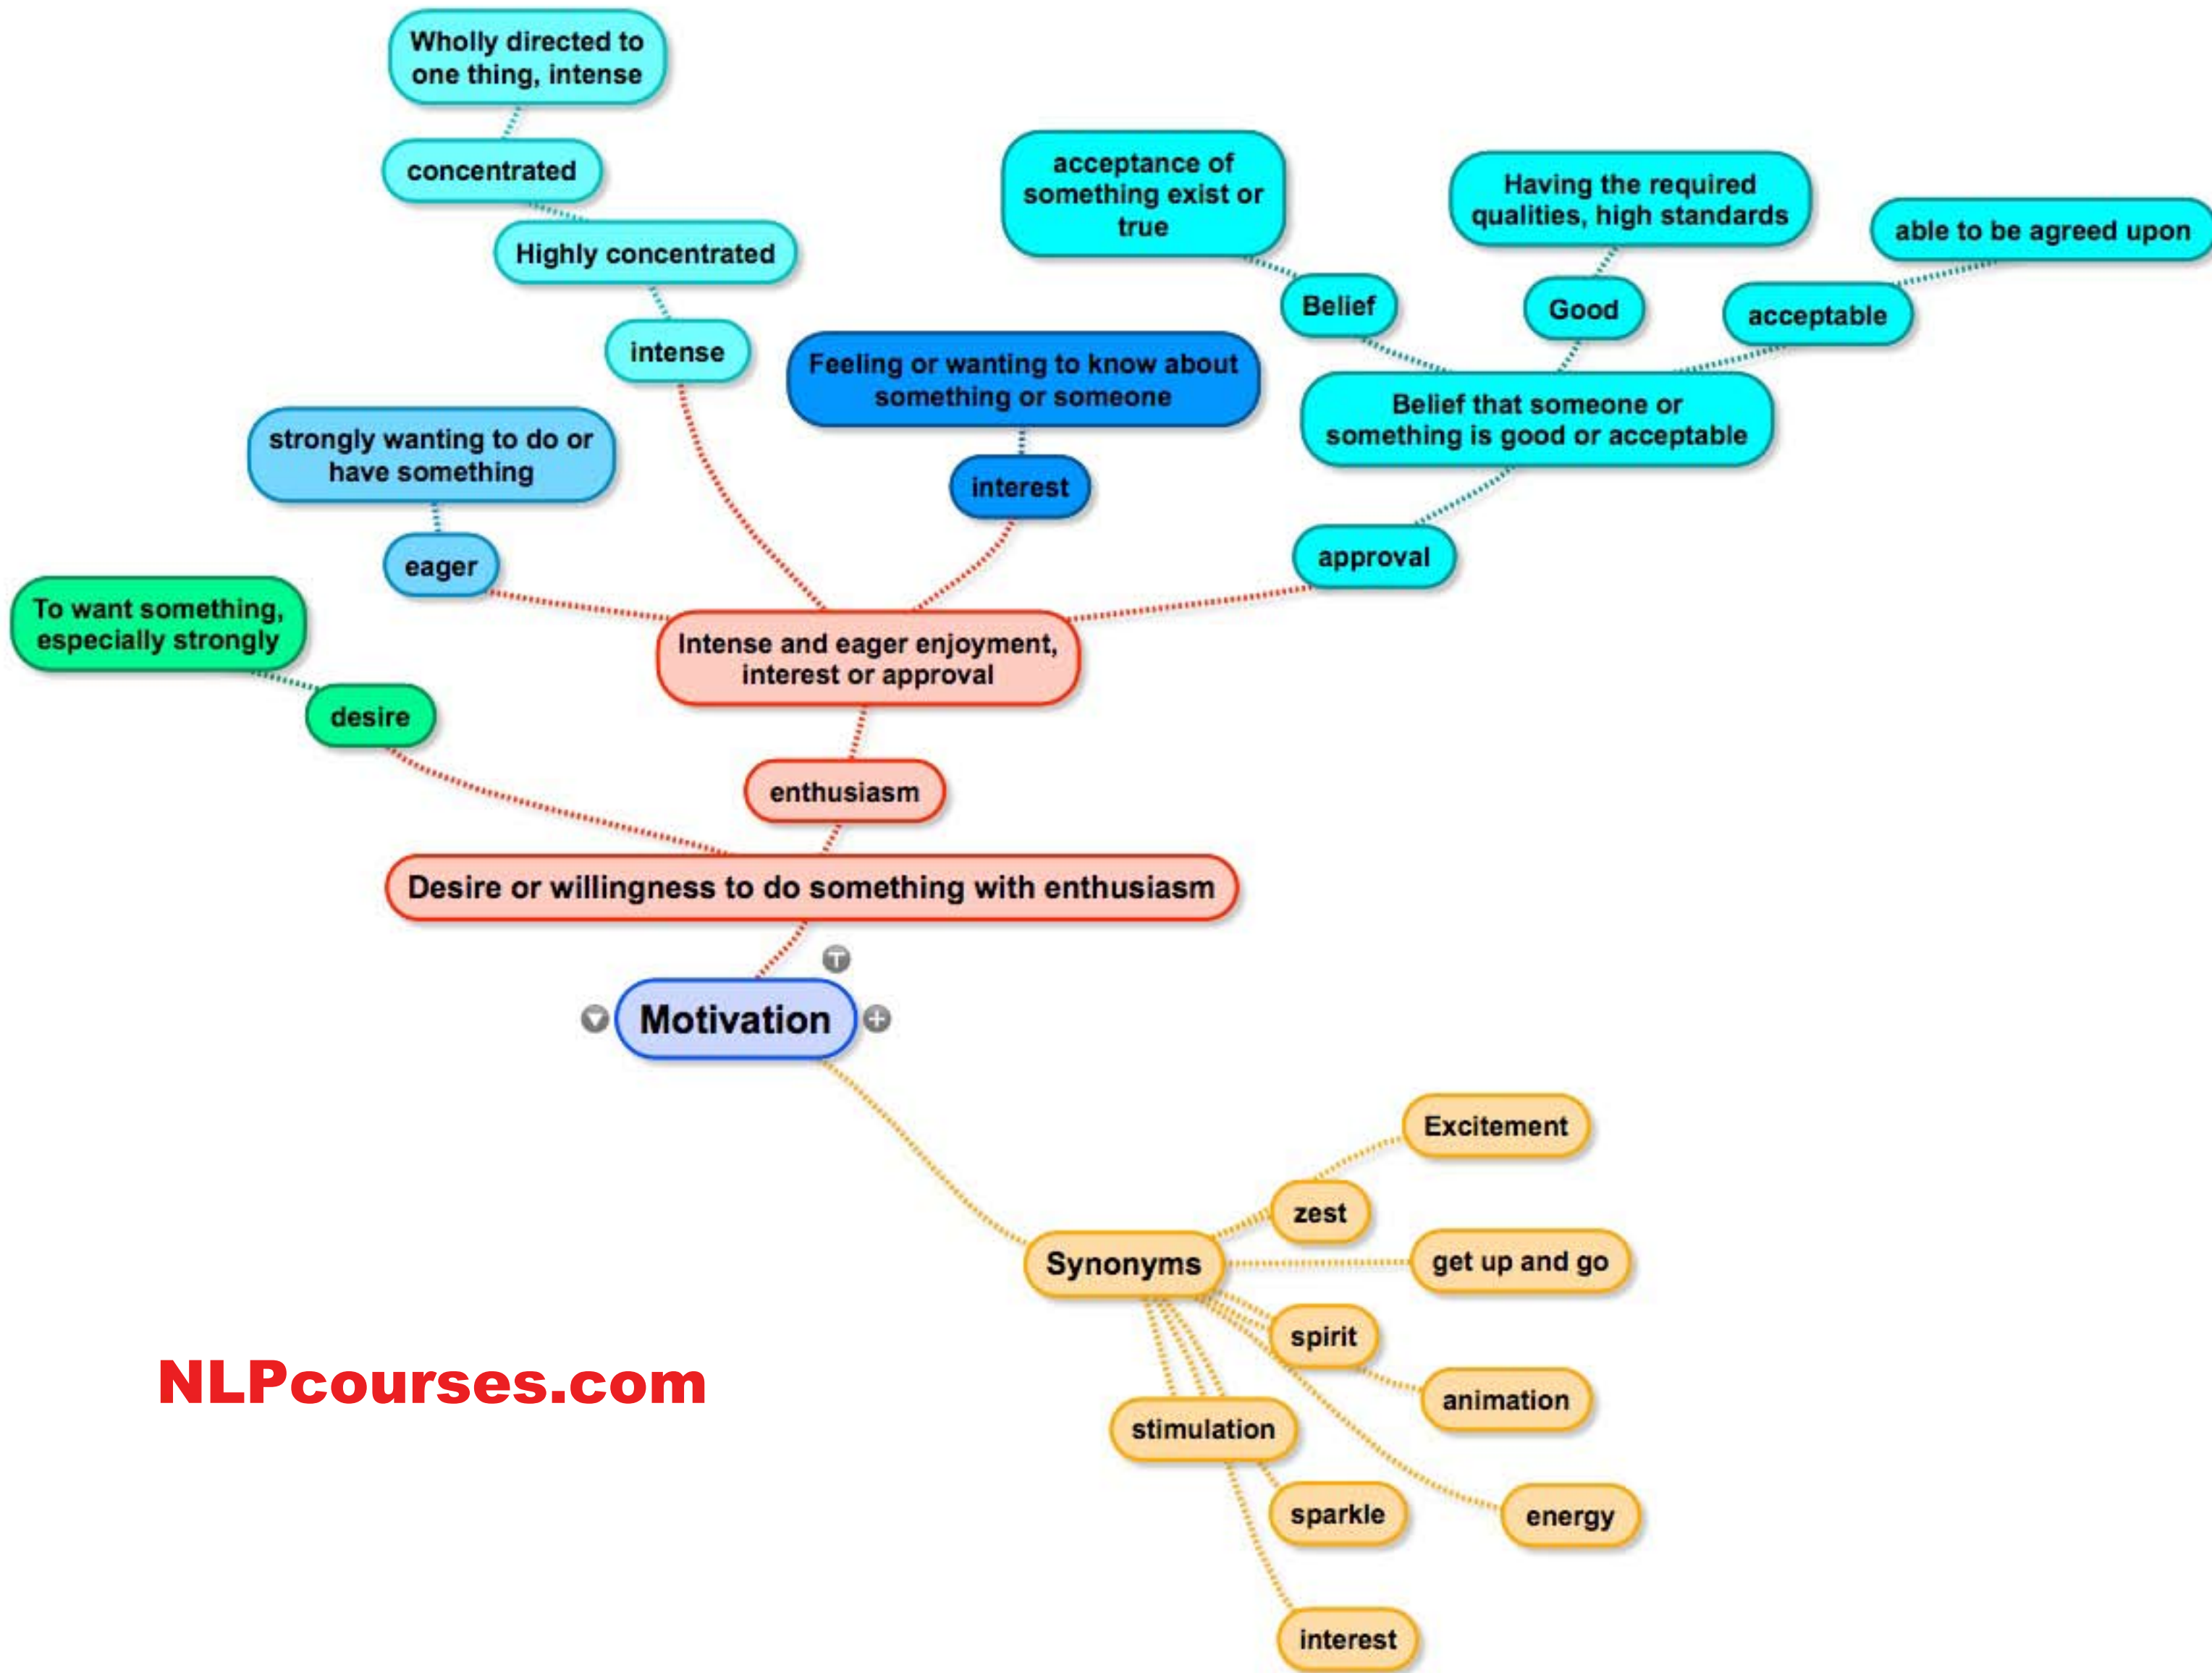 Wholly directed to
one thing, intense
concentrated
Highly concentrated
intense
acceptance of
something exist or
true
Having the required
qualities, high standards
able to be agreed upon
Belief
Good
acceptable
Feeling or wanting to know about
something or someone
Belief that someone or
something is good or acceptable
strongly wanting to do or
have something
interest
eager
approval
To want something,
especially strongly
Intense and eager enjoyment,
interest or approval
desire
enthusiasm
Desire or willingness to do something with enthusiasm
T
Motivation
Excitement
zest
Synonyms
get up and go
spirit
animation
stimulation
sparkle
energy
interest
NLPcourses.com